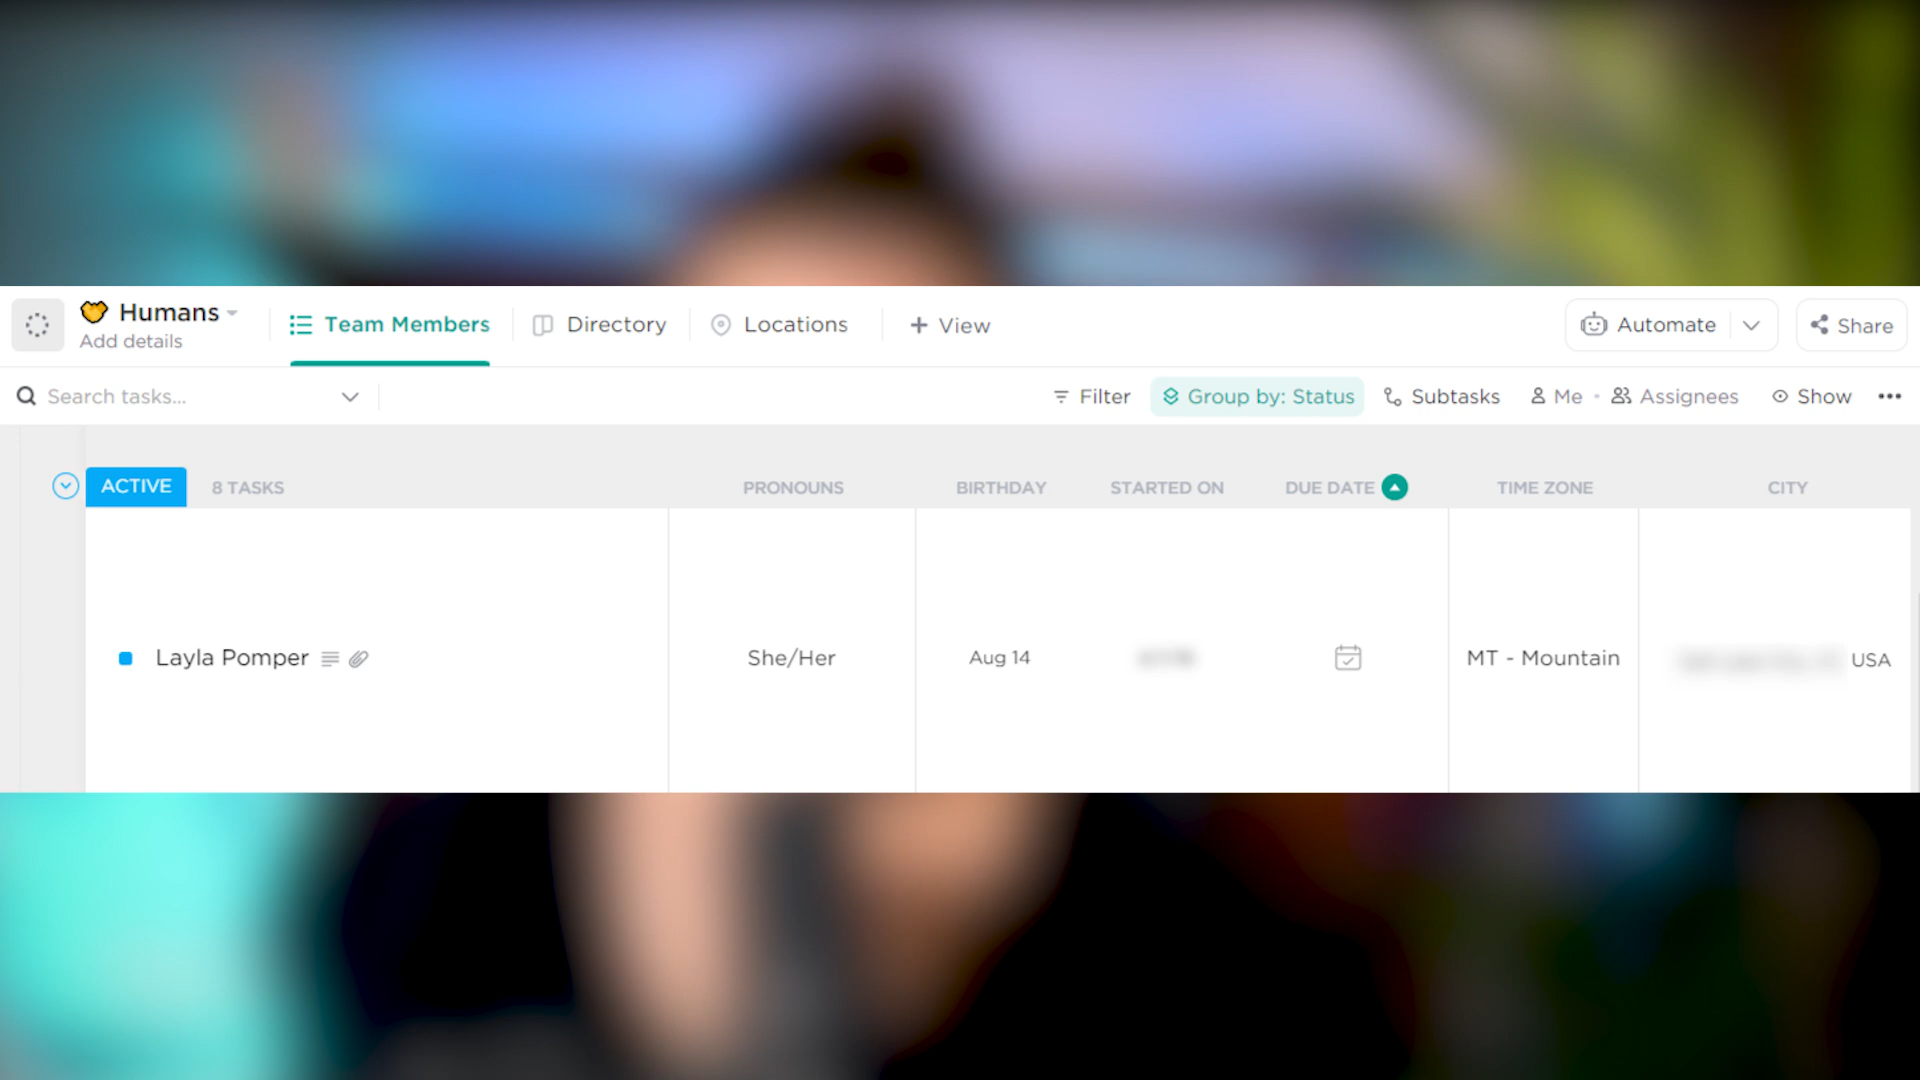 Humans
Add details
Team Members
Directory
Locations
+ View
Automate
Share
Search tasks...
Filter
Group by: Status
Subtasks
Me
Assignees
Show
ACTIVE
8 TASKS
PRONOUNS
BIRTHDAY
STARTED ON
DUE DATE
TIME ZONE
CITY
Layla Pomper
She/Her
Aug 14
MT - Mountain
USA